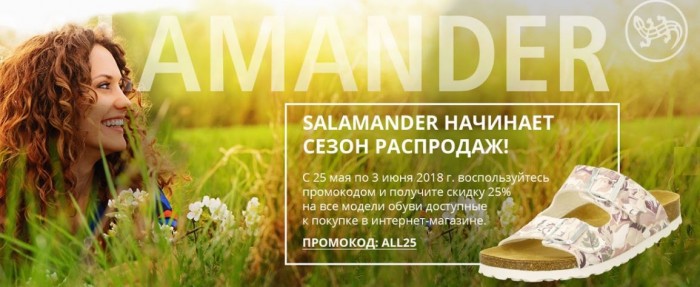 LAMANDER
SALAMANDER НАЧИНАЕТ
СЕЗОН РАСПРОДАЖ!
С 25 мая по 3 июня 2018 г. воспользуйтесь
промокодом и получите скидку 25%
на все модели обуви доступные
к покупке в интернет-магазине.
ПРОМОКОД: ALL25